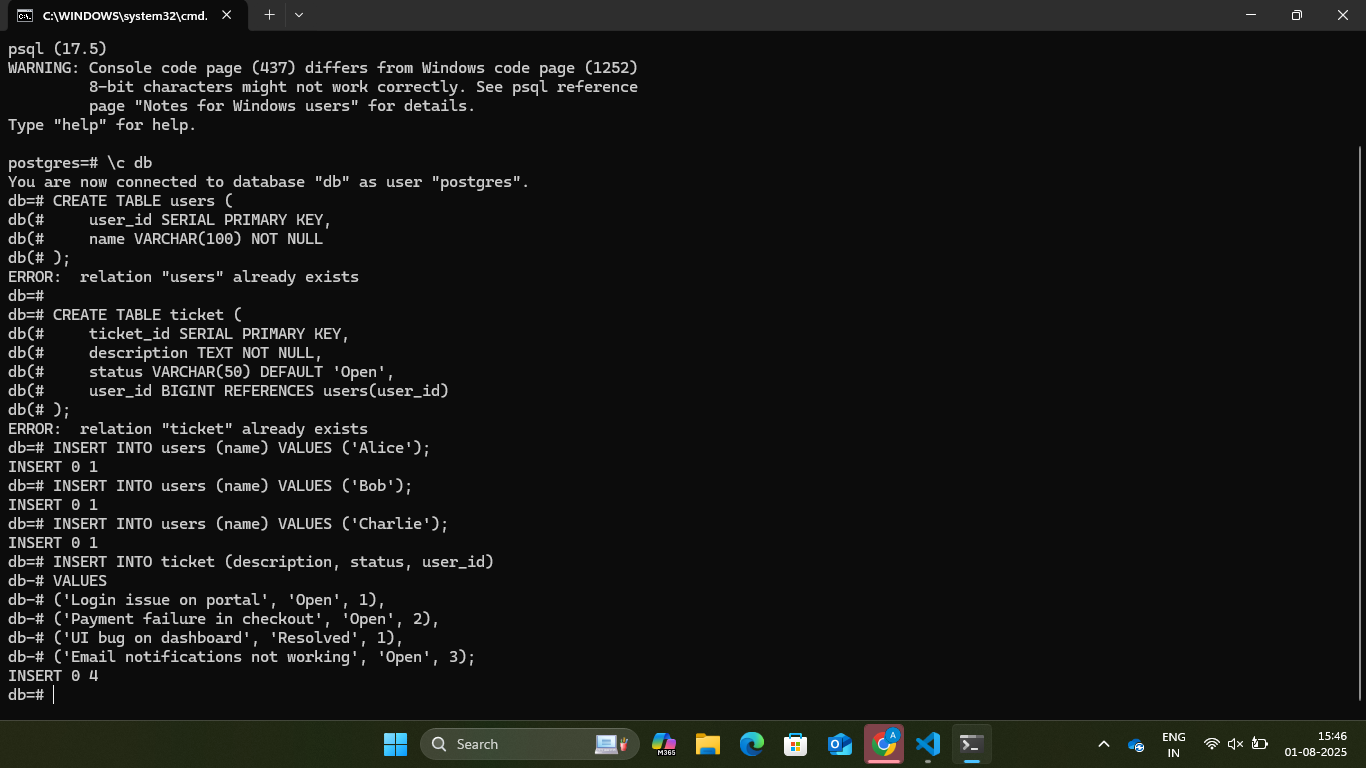 C:\WINDOWS\system32\cmd.
psql (17.5)
WARNING: Console code page (437) differs from Windows code page (1252)
         8-bit characters might not work correctly. See psql reference
         page "Notes for Windows users" for details.
Type "help" for help.

postgres=# \c db
You are now connected to database "db" as user "postgres".
db=# CREATE TABLE users (
db(#     user_id SERIAL PRIMARY KEY,
db(#     name VARCHAR(100) NOT NULL
db(# );
ERROR:  relation "users" already exists
db=#
db=# CREATE TABLE ticket (
db(#     ticket_id SERIAL PRIMARY KEY,
db(#     description TEXT NOT NULL,
db(#     status VARCHAR(50) DEFAULT 'Open',
db(#     user_id BIGINT REFERENCES users(user_id)
db(# );
ERROR:  relation "ticket" already exists
db=# INSERT INTO users (name) VALUES ('Alice');
INSERT 0 1
db=# INSERT INTO users (name) VALUES ('Bob');
INSERT 0 1
db=# INSERT INTO users (name) VALUES ('Charlie');
INSERT 0 1
db=# INSERT INTO ticket (description, status, user_id)
db-# VALUES
db-# ('Login issue on portal', 'Open', 1),
db-# ('Payment failure in checkout', 'Open', 2),
db-# ('UI bug on dashboard', 'Resolved', 1),
db-# ('Email notifications not working', 'Open', 3);
INSERT 0 4
db=#
Search
M365
A
ENG
IN
15:46
01-08-2025